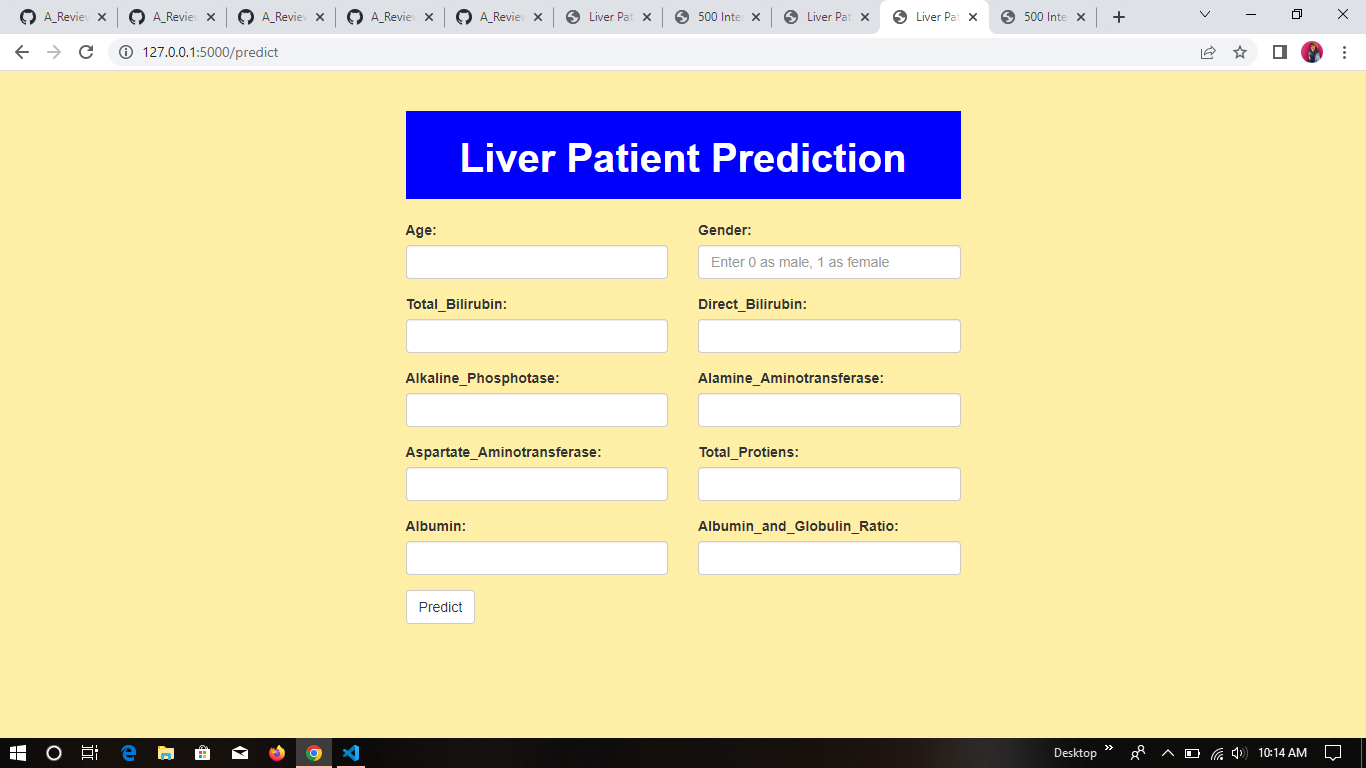 A_Review A_Review A_Review A_Review A_Review Liver Pat 500 Inte Liver Pat Liver Pat 500 Inte
127.0.0.1:5000/predict
Liver Patient Prediction
Age: Gender:
Enter 0 as male, 1 as female
Total_Bilirubin: Direct_Bilirubin:
Alkaline_Phosphotase: Alamine_Aminotransferase:
Aspartate_Aminotransferase: Total_Protiens:
Albumin: Albumin_and_Globulin_Ratio:
Predict
Desktop 10:14 AM